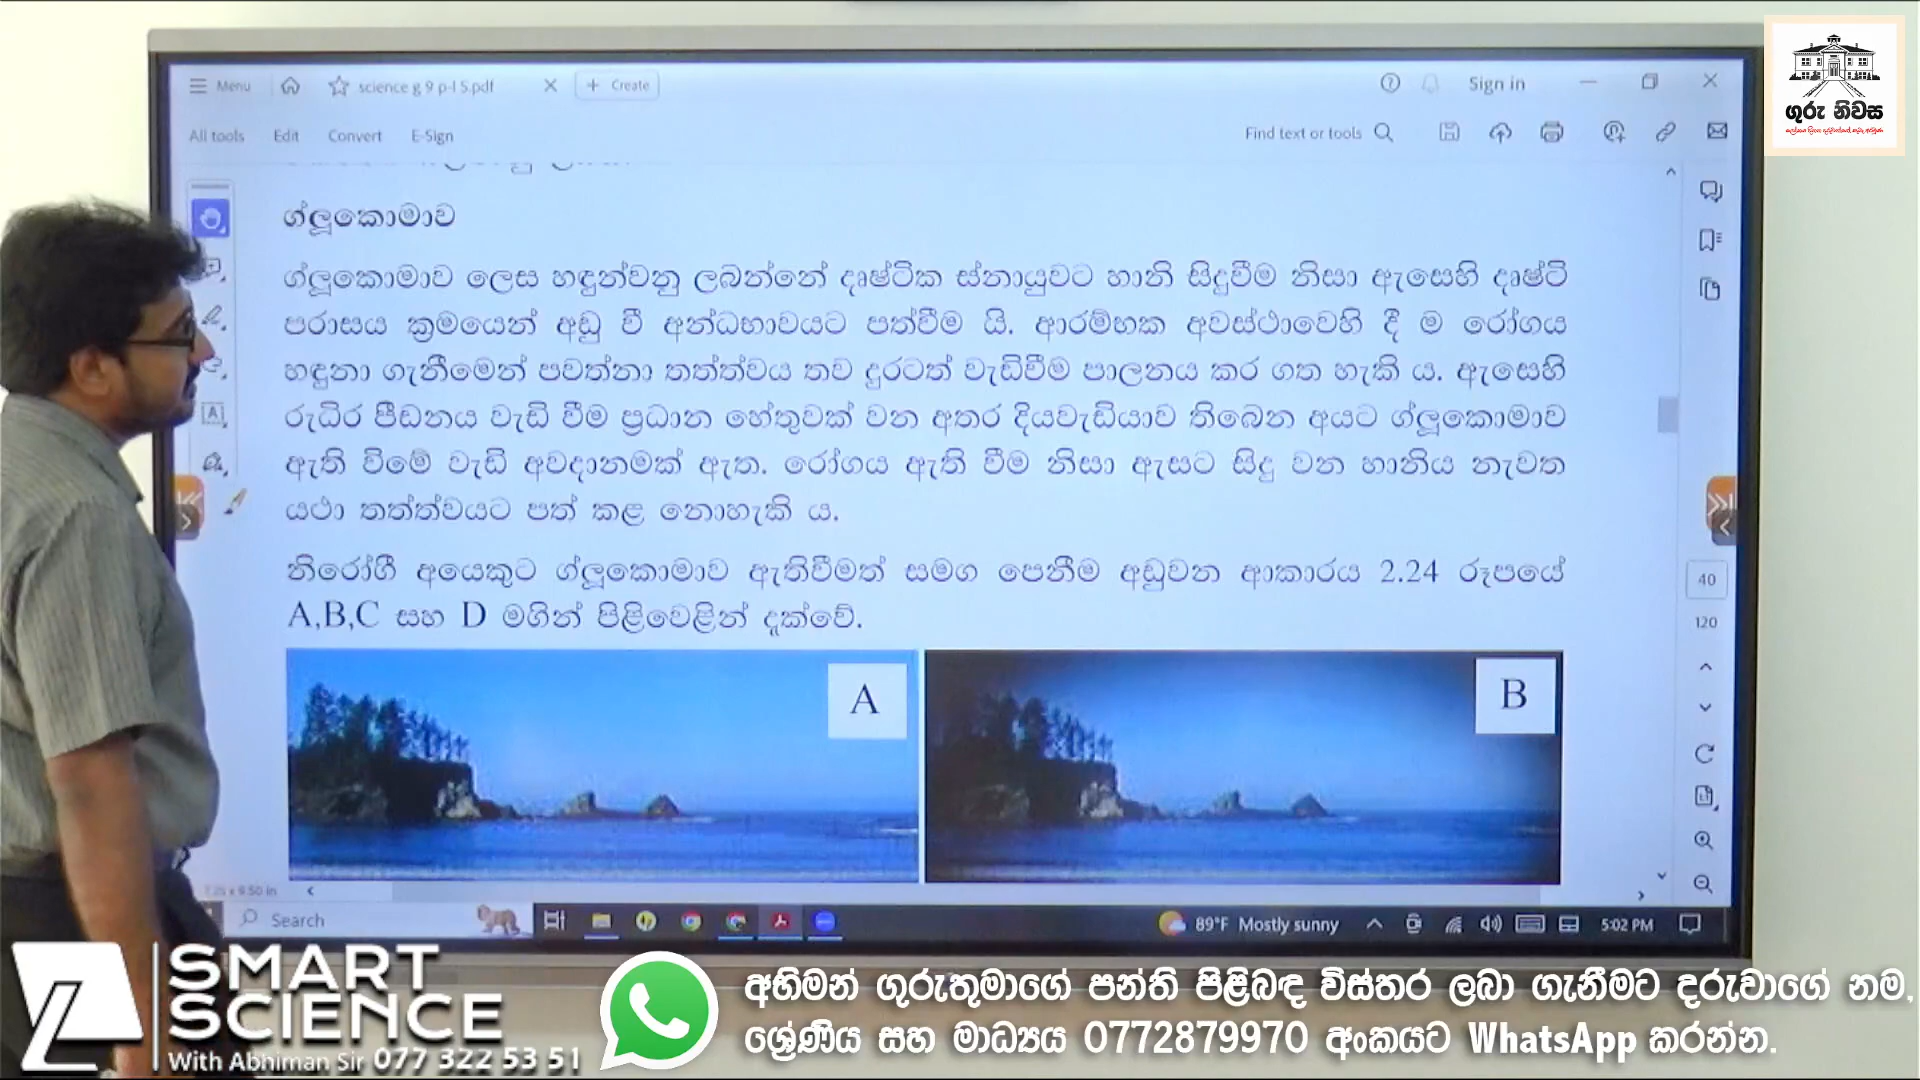 Menu
science g 9 p-I S.pdf
Create
Sign in
All tools
Edit
Convert
E-Sign
Find text or tools
ගුරු නිවස
ග්ලූකොමාව
ග්ලූකොමාව ලෙස හඳුන්වනු ලබන්නේ දෘෂ්ටික ස්නායුවට හානි සිදුවීම නිසා ඇසෙහි දෘෂ්ටි
පරාසය ක්‍රමයෙන් අඩු වී අන්ධභාවයට පත්වීම යි. ආරම්භක අවස්ථාවෙහි දී ම රෝගය
හඳුනා ගැනීමෙන් පවත්නා තත්ත්වය තව දුරටත් වැඩිවීම පාලනය කර ගත හැකි ය. ඇසෙහි
රුධිර පීඩනය වැඩි වීම ප්‍රධාන හේතුවක් වන අතර දියවැඩියාව තිබෙන අයට ග්ලූකොමාව
ඇති වීමේ වැඩි අවදානමක් ඇත. රෝගය ඇති වීම නිසා ඇසට සිදු වන හානිය නැවත
යථා තත්ත්වයට පත් කළ නොහැකි ය.
නිරෝගී අයෙකුට ග්ලූකොමාව ඇතිවීමත් සමග පෙනීම අඩුවන ආකාරය 2.24 රූපයේ
A,B,C සහ D මගින් පිළිවෙළින් දැක්වේ.
A
B
40
120
7.25 x 9.50 in
Search
89°F Mostly sunny
5:02 PM
SMART
SCIENCE
With Abhiman Sir 077 322 53 51
අභිමන් ගුරුතුමාගේ පන්ති පිළිබඳ විස්තර ලබා ගැනීමට දරුවාගේ නම,
ශ්‍රේණිය සහ මාධ්‍යය 0772879970 අංකයට WhatsApp කරන්න.